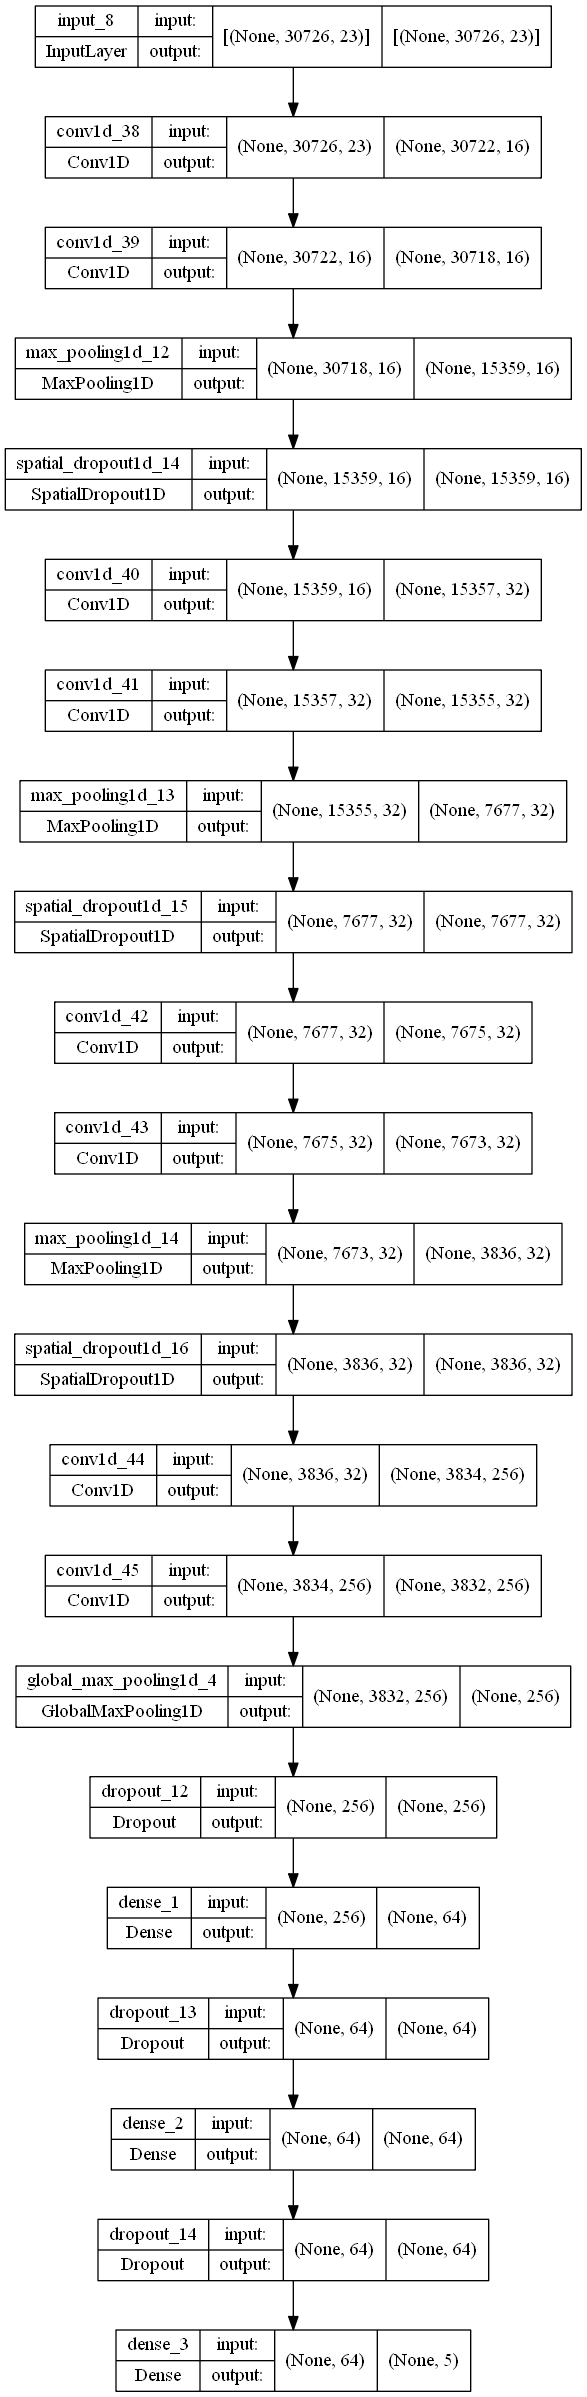 input_8 input: [(None, 30726, 23)] [(None, 30726, 23)]
InputLayer output:
conv1d_38 input: (None, 30726, 23) (None, 30722, 16)
Conv1D output:
conv1d_39 input: (None, 30722, 16) (None, 30718, 16)
Conv1D output:
max_pooling1d_12 input: (None, 30718, 16) (None, 15359, 16)
MaxPooling1D output:
spatial_dropout1d_14 input: (None, 15359, 16) (None, 15359, 16)
SpatialDropout1D output:
conv1d_40 input: (None, 15359, 16) (None, 15357, 32)
Conv1D output:
conv1d_41 input: (None, 15357, 32) (None, 15355, 32)
Conv1D output:
max_pooling1d_13 input: (None, 15355, 32) (None, 7677, 32)
MaxPooling1D output:
spatial_dropout1d_15 input: (None, 7677, 32) (None, 7677, 32)
SpatialDropout1D output:
conv1d_42 input: (None, 7677, 32) (None, 7675, 32)
Conv1D output:
conv1d_43 input: (None, 7675, 32) (None, 7673, 32)
Conv1D output:
max_pooling1d_14 input: (None, 7673, 32) (None, 3836, 32)
MaxPooling1D output:
spatial_dropout1d_16 input: (None, 3836, 32) (None, 3836, 32)
SpatialDropout1D output:
conv1d_44 input: (None, 3836, 32) (None, 3834, 256)
Conv1D output:
conv1d_45 input: (None, 3834, 256) (None, 3832, 256)
Conv1D output:
global_max_pooling1d_4 input: (None, 3832, 256) (None, 256)
GlobalMaxPooling1D output:
dropout_12 input: (None, 256) (None, 256)
Dropout output:
dense_1 input: (None, 256) (None, 64)
Dense output:
dropout_13 input: (None, 64) (None, 64)
Dropout output:
dense_2 input: (None, 64) (None, 64)
Dense output:
dropout_14 input: (None, 64) (None, 64)
Dropout output:
dense_3 input: (None, 64) (None, 5)
Dense output: